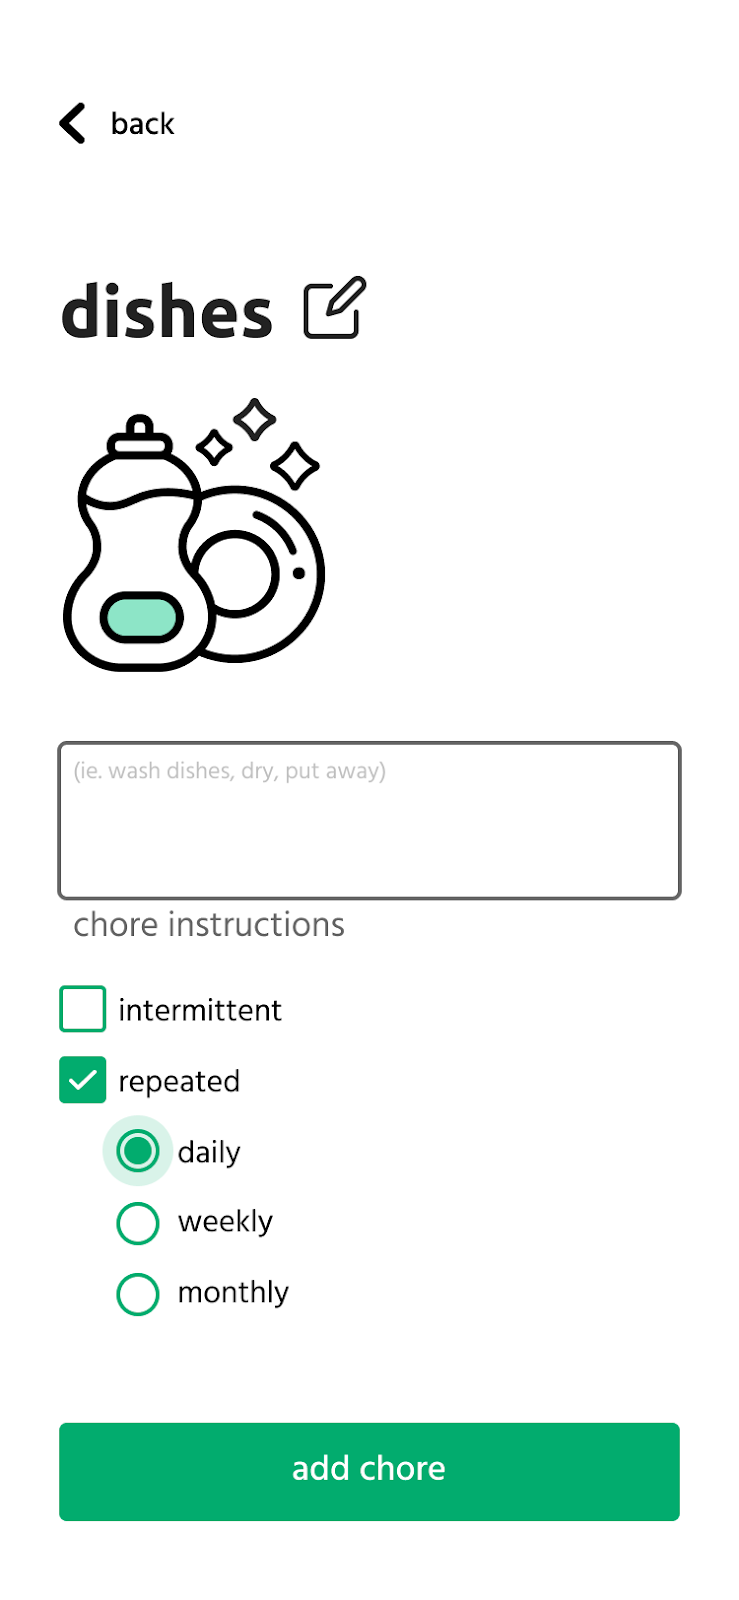 back
dishes
(ie. wash dishes, dry, put away)
chore instructions
intermittent
repeated
daily
weekly
monthly
add chore